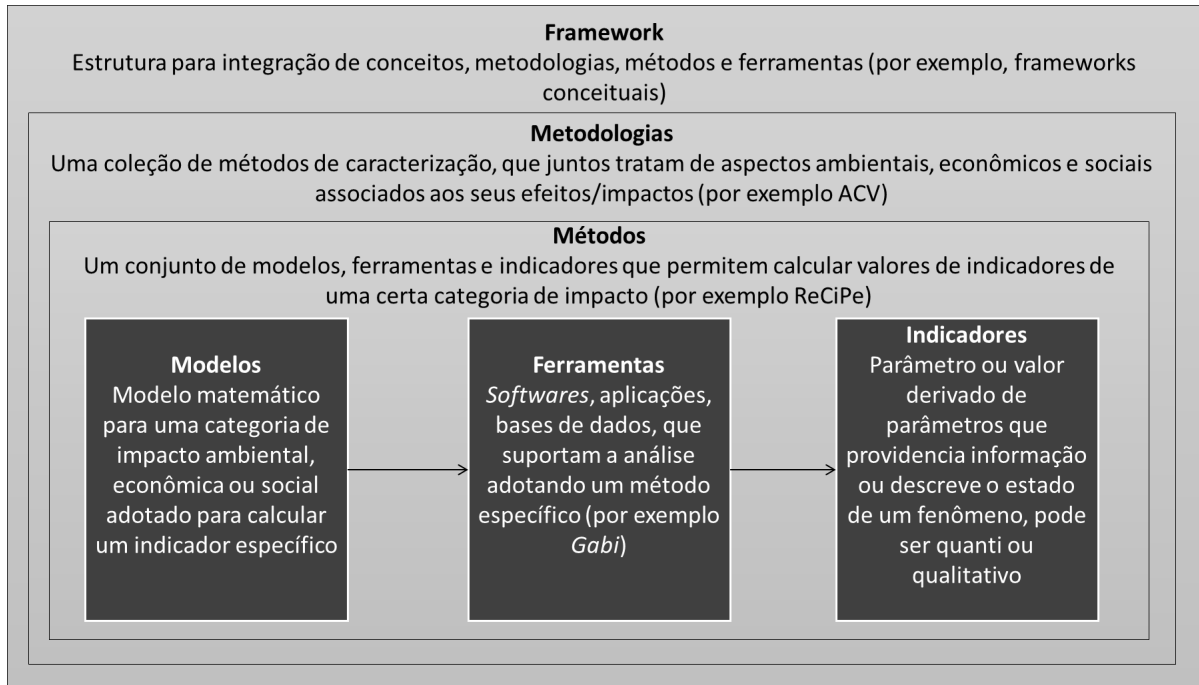 Framework
Estrutura para integração de conceitos, metodologias, métodos e ferramentas (por exemplo, frameworks
conceituais)
Metodologias
Uma coleção de métodos de caracterização, que juntos tratam de aspectos ambientais, econômicos e sociais
associados aos seus efeitos/impactos (por exemplo ACV)
Métodos
Um conjunto de modelos, ferramentas e indicadores que permitem calcular valores de indicadores de
uma certa categoria de impacto (por exemplo ReCiPe)
Modelos
Modelo matemático
para uma categoria de
impacto ambiental,
econômica ou social
adotado para calcular
um indicador específico
Ferramentas
Softwares, aplicações,
bases de dados, que
suportam a análise
adotando um método
específico (por exemplo
Gabi)
Indicadores
Parâmetro ou valor
derivado de
parâmetros que
providencia informação
ou descreve o estado
de um fenômeno, pode
ser quanti ou
qualitativo